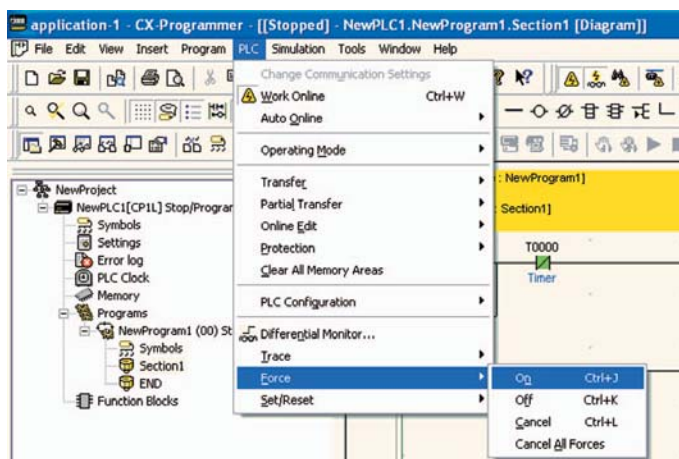 application-1 - CX-Programmer - [[Stopped] - NewPLC1.NewProgram1.Section1 [Diagram]]
File Edit View Insert Program PLC Simulation Tools Window Help
Change Communication Settings
Work Online Ctrl+W
Auto Online
Operating Mode
Transfer
Partial Transfer
Online Edit
Protection
Clear All Memory Areas
PLC Configuration
Differential Monitor...
Trace
Force
Set/Reset
On Ctrl+J
Off Ctrl+K
Cancel Ctrl+L
Cancel All Forces
NewProject
NewPLC1[CP1L] Stop/Prograr
Symbols
Settings
Error log
PLC Clock
Memory
Programs
NewProgram1 (00) St
Symbols
Section1
END
Function Blocks
: NewProgram1]
: Section1]
T0000
Timer